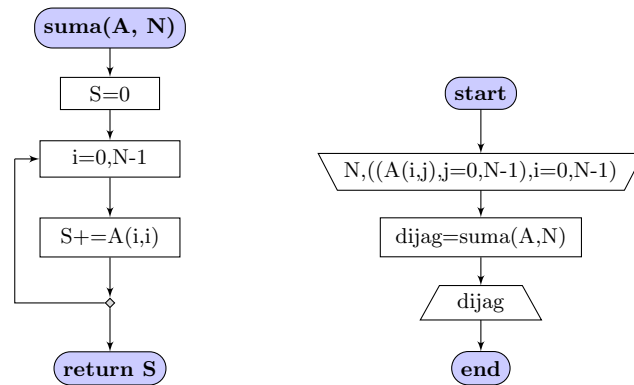 suma(A, N)
S=0
i=0,N-1
S+=A(i,i)
return S
start
N,((A(i,j),j=0,N-1),i=0,N-1)
dijag=suma(A,N)
dijag
end